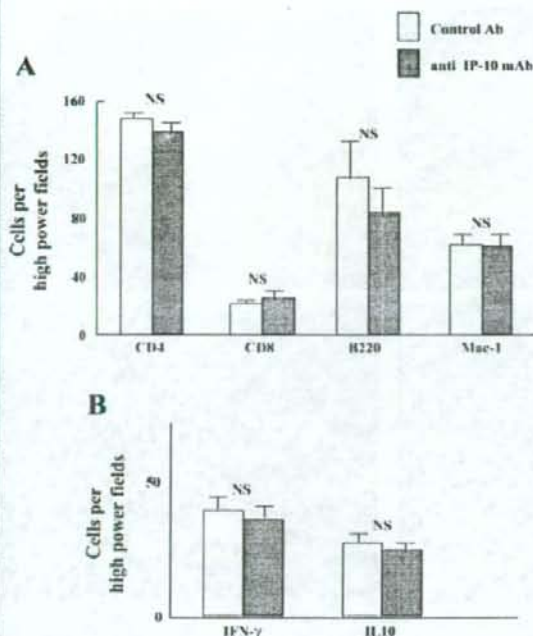 Control Ab
anti IP-10 mAb
A
Cells per
high power fields
160
120
80
40
0
NS
NS
NS
NS
CD4
CD8
B220
Mac-1
B
Cells per
high power fields
50
0
NS
NS
IFN-γ
IL10